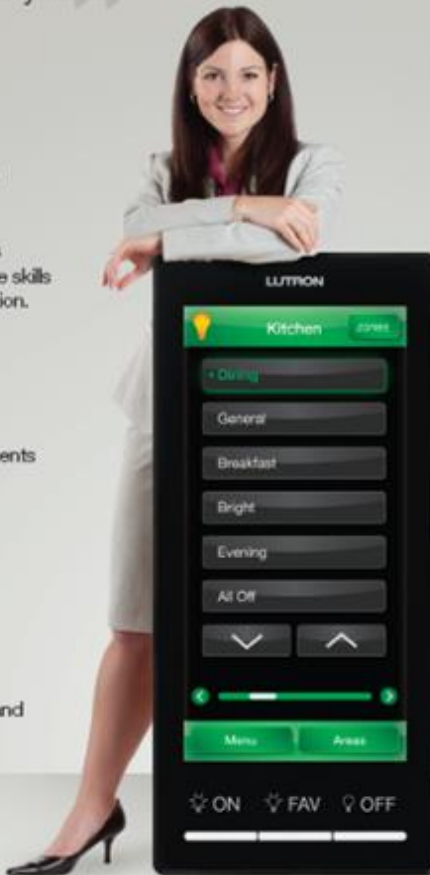 e skills
ion.
ents
nd
LUTRON
Kitchen
zones
Dining
General
Breakfast
Bright
Evening
All Off
Menu
Areas
ON FAV OFF